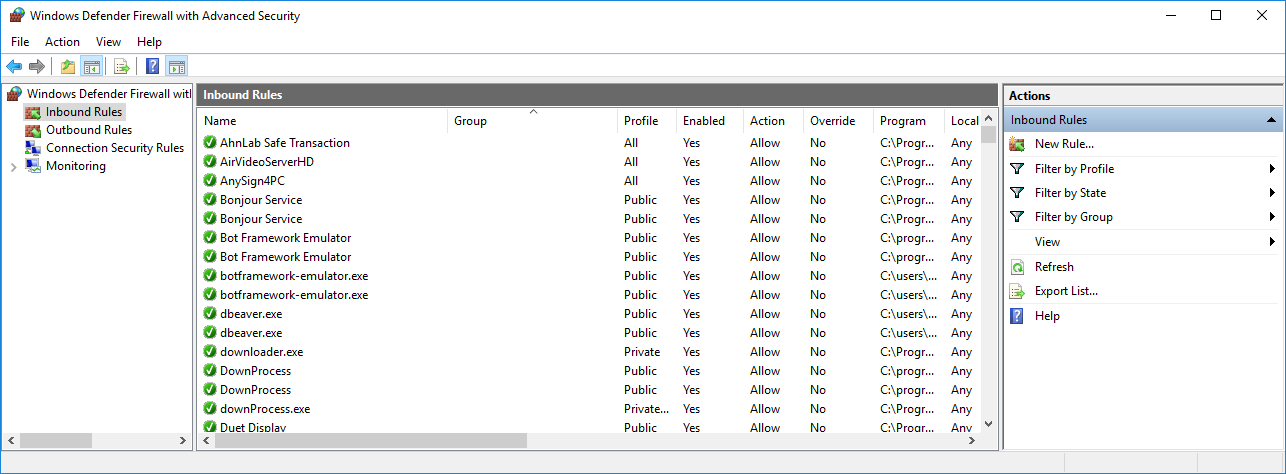 Windows Defender Firewall with Advanced Security
File Action View Help
Windows Defender Firewall with
Inbound Rules
Outbound Rules
Connection Security Rules
Monitoring
Inbound Rules
Name Group Profile Enabled Action Override Program Local
AhnLab Safe Transaction All Yes Allow No C:\Progr... Any
AirVideoServerHD All Yes Allow No C:\Progr... Any
AnySign4PC All Yes Allow No C:\Progr... Any
Bonjour Service Public Yes Allow No C:\Progr... Any
Bonjour Service Public Yes Allow No C:\Progr... Any
Bot Framework Emulator Public Yes Allow No C:\progr... Any
Bot Framework Emulator Public Yes Allow No C:\progr... Any
botframework-emulator.exe Public Yes Allow No C:\users\... Any
botframework-emulator.exe Public Yes Allow No C:\users\... Any
dbeaver.exe Public Yes Allow No C:\users\... Any
dbeaver.exe Public Yes Allow No C:\users\... Any
downloader.exe Private Yes Allow No C:\Progr... Any
DownProcess Public Yes Allow No C:\Progr... Any
DownProcess Public Yes Allow No C:\Progr... Any
downProcess.exe Private... Yes Allow No C:\Progr... Any
Duet Display Public Yes Allow No C:\Progr... Any
Actions
Inbound Rules
New Rule...
Filter by Profile
Filter by State
Filter by Group
View
Refresh
Export List...
Help